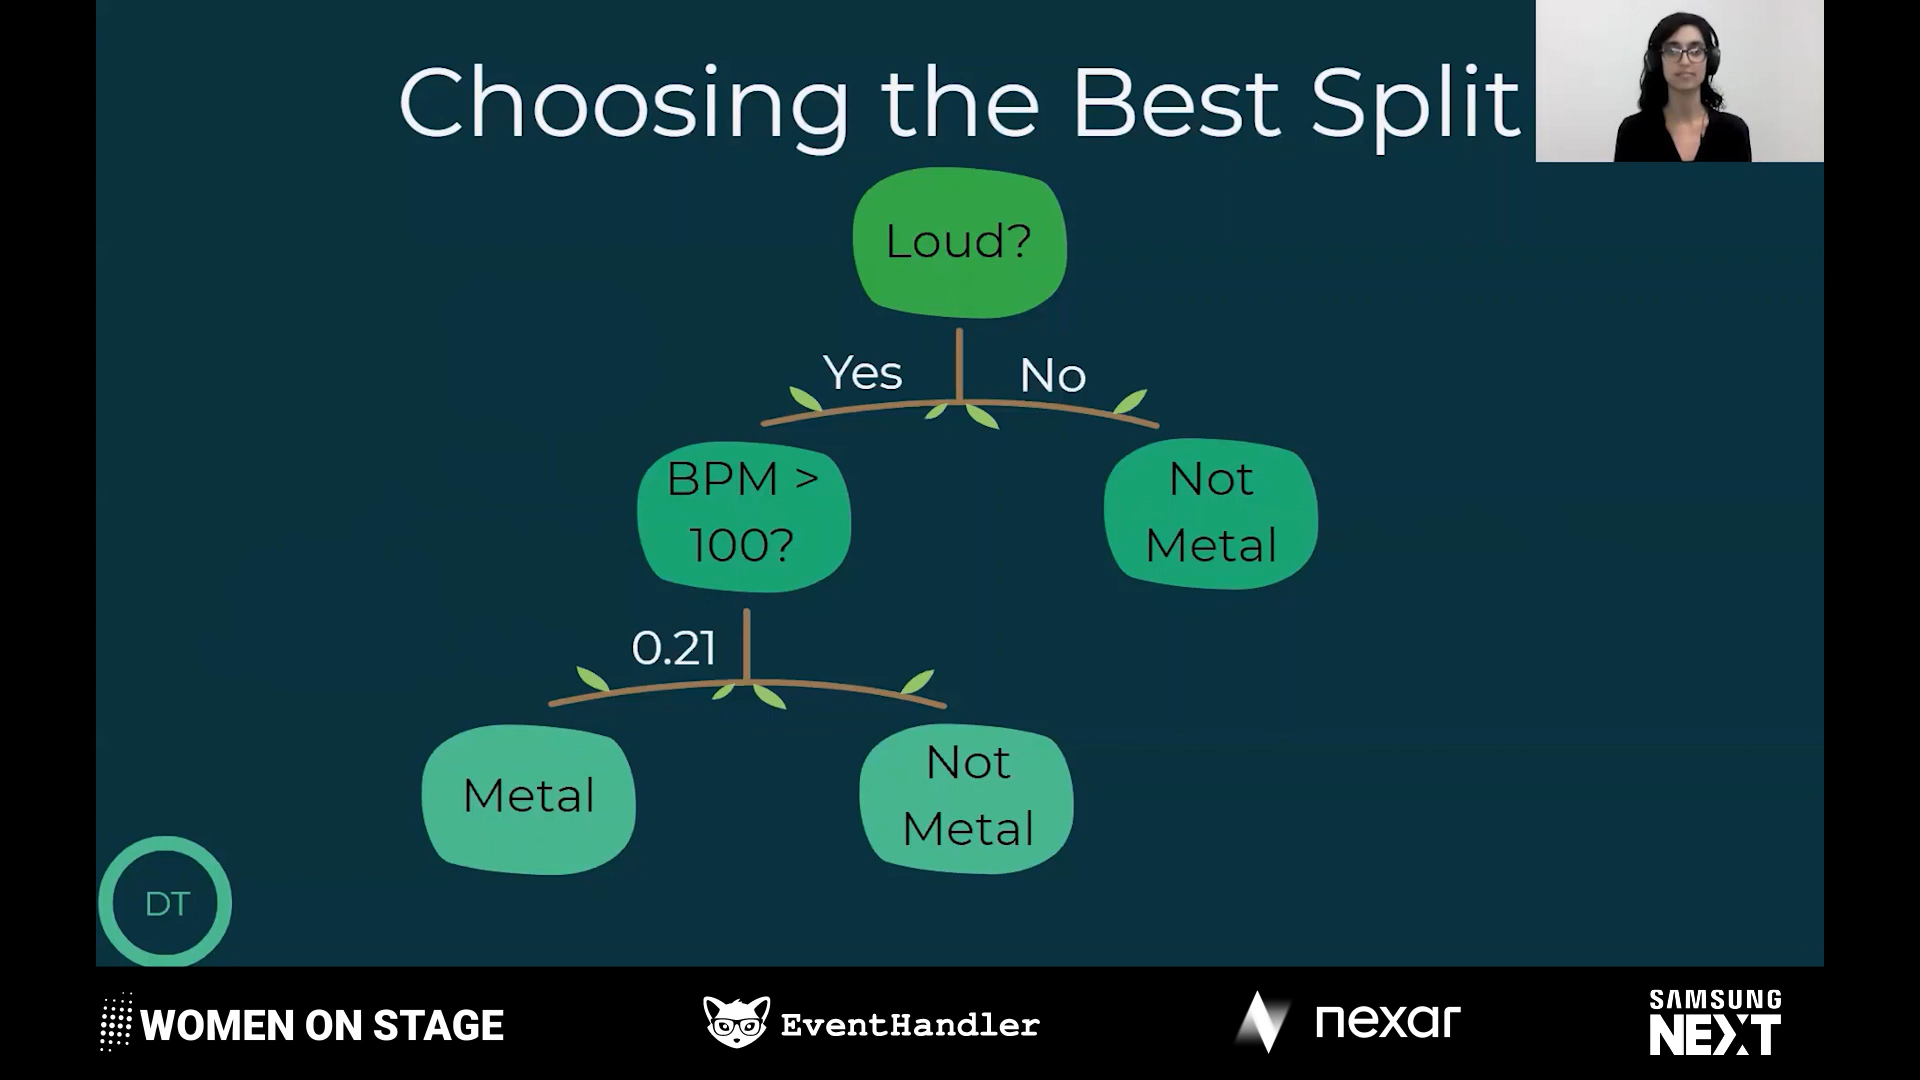 Choosing the Best Split
Loud?
Yes
No
BPM >
100?
Not
Metal
0.21
Metal
Not
Metal
DT
WOMEN ON STAGE
EventHandler
nexar
SAMSUNG
NEXT